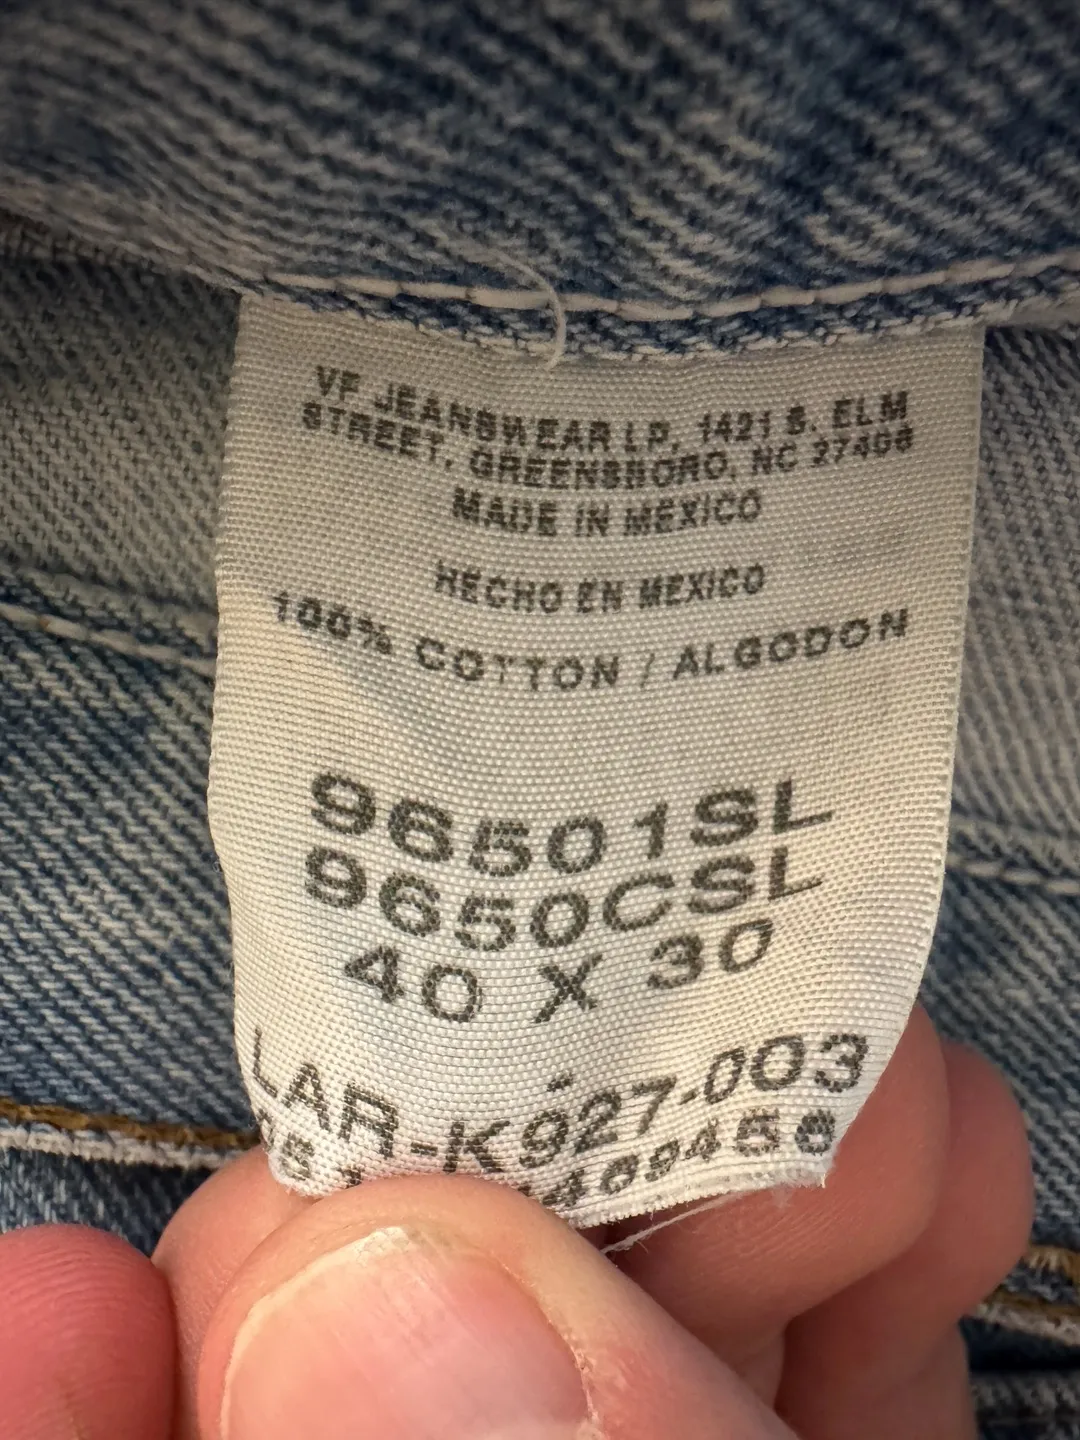 VF JEANSWEAR LP, 1421 S. ELM
STREET, GREENSBORO, NC 27406
MADE IN MEXICO
HECHO EN MEXICO
100% COTTON / ALGODON
96501SL
9650CSL
40 X 30
LAR-K927-003